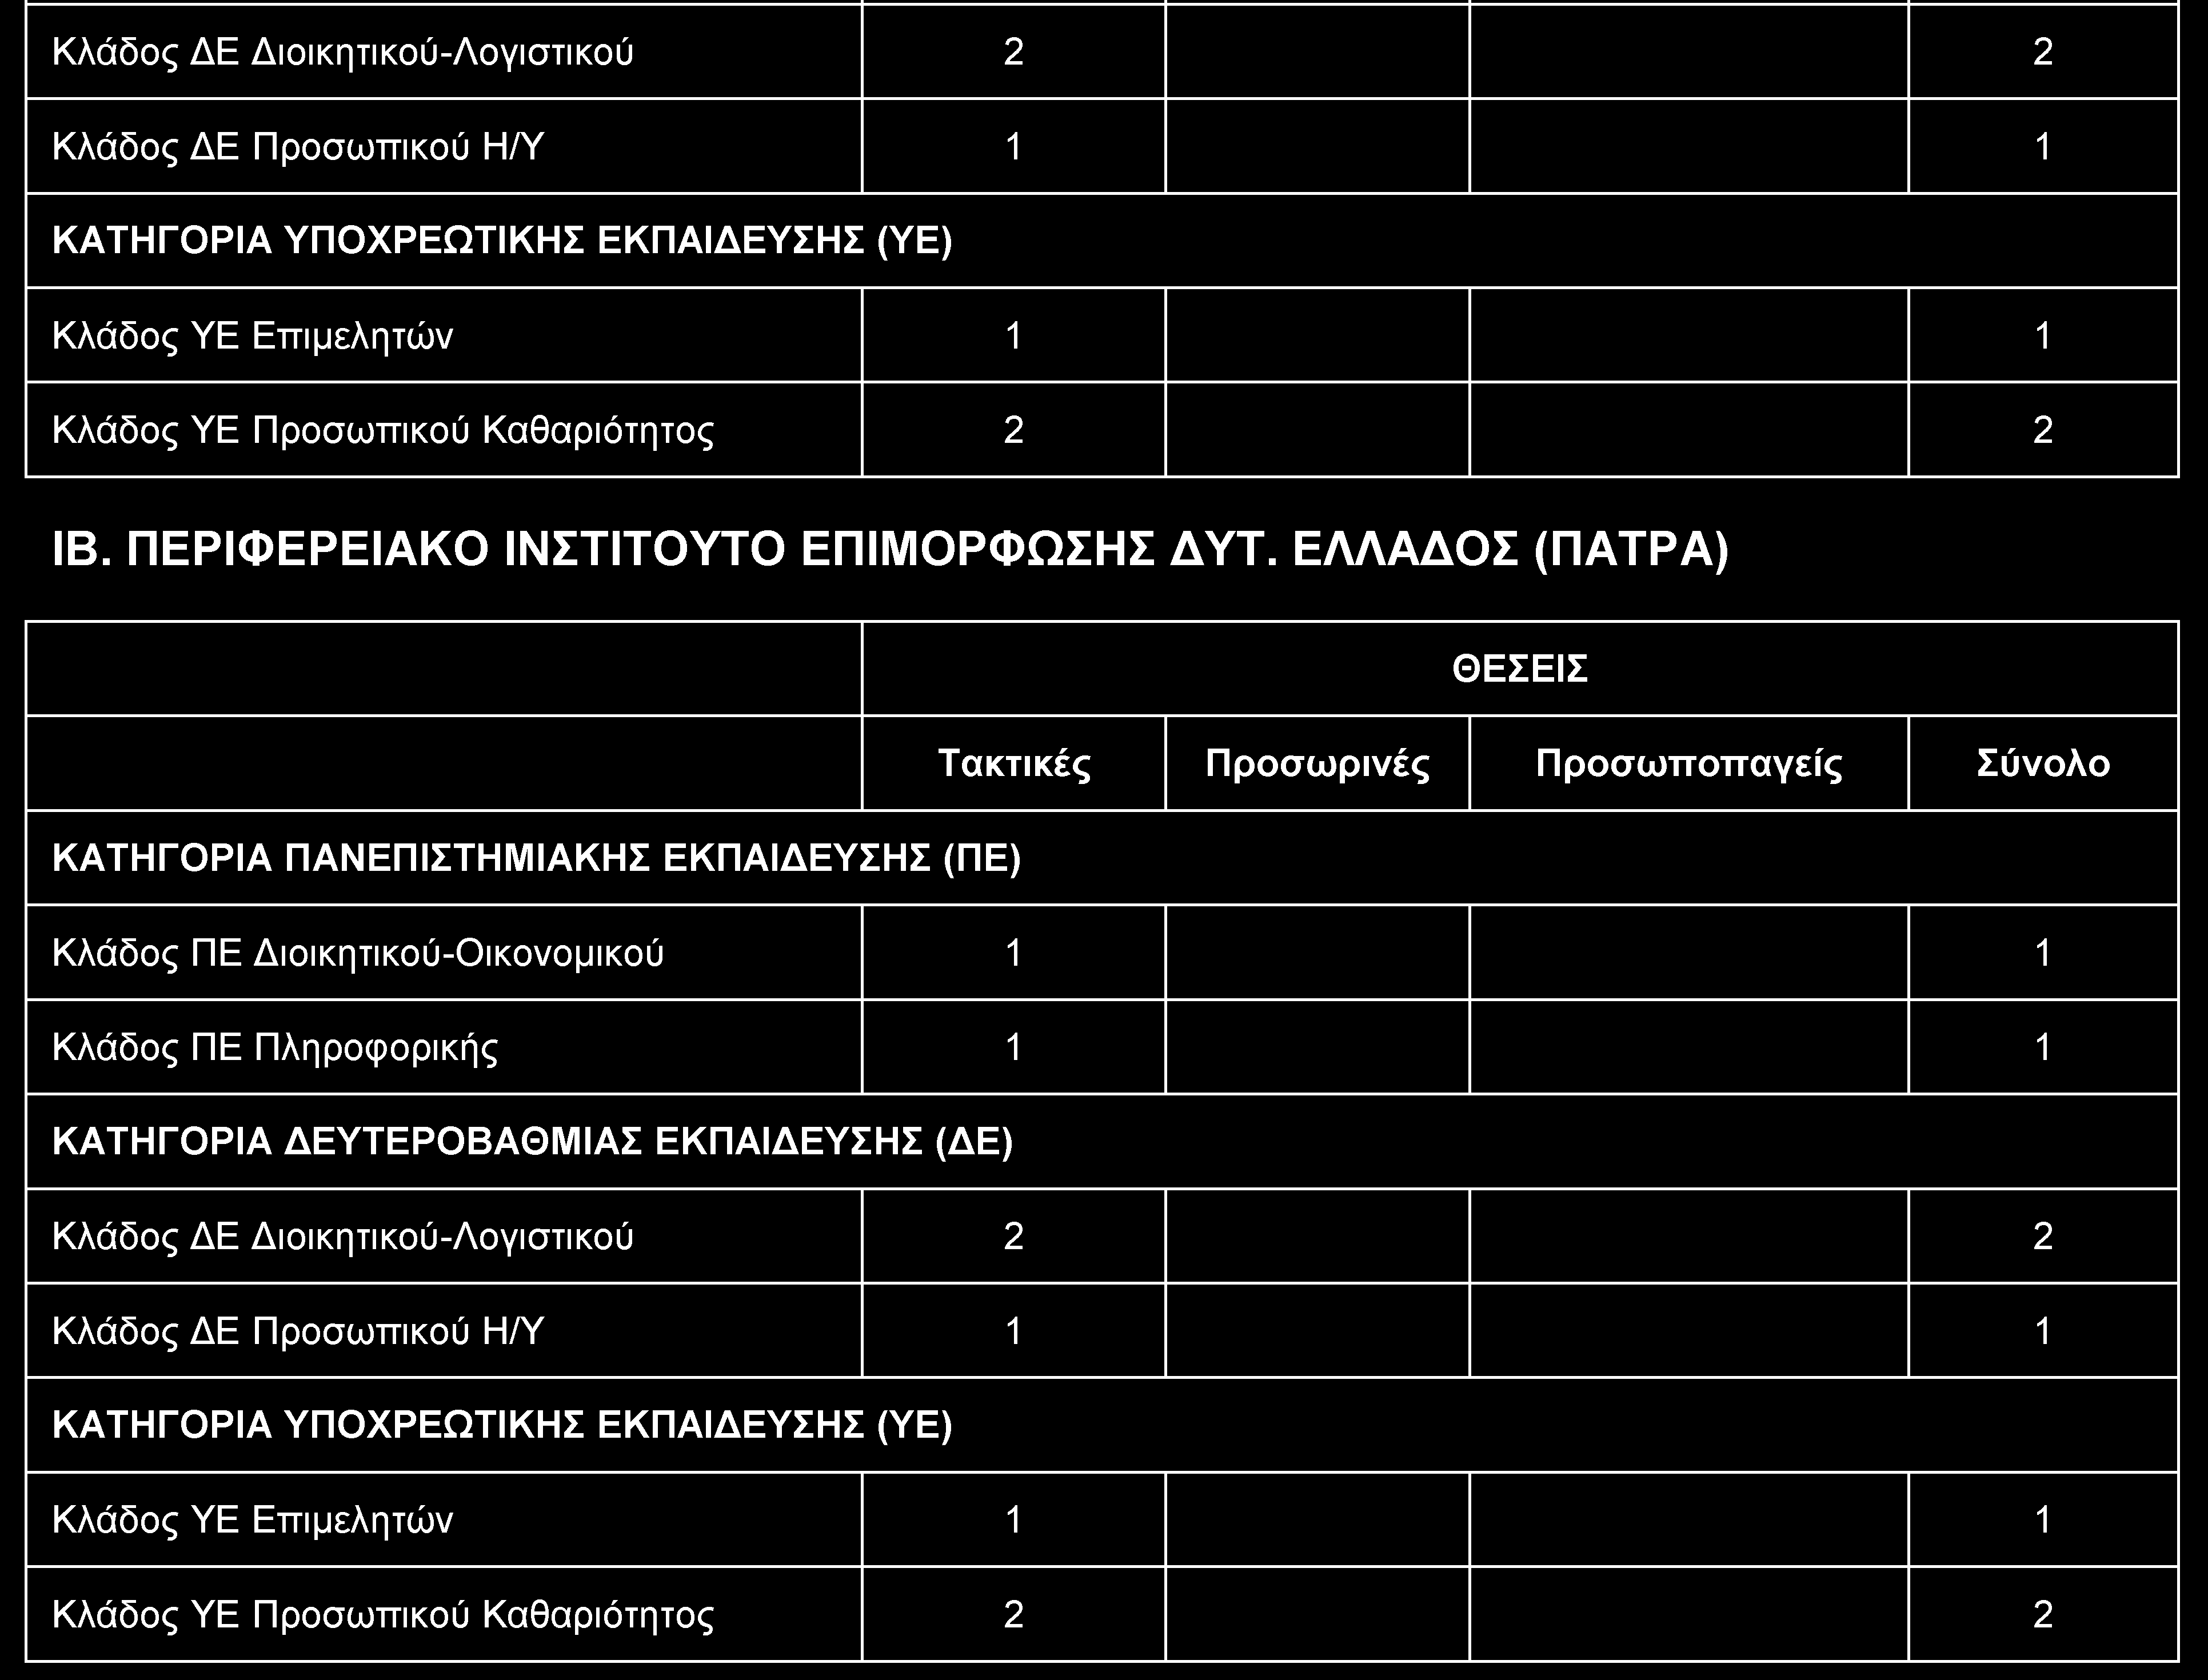 Κλάδος ΔΕ Διοικητικού-Λογιστικού 2 2
Κλάδος ΔΕ Προσωπικού Η/Υ 1 1
ΚΑΤΗΓΟΡΙΑ ΥΠΟΧΡΕΩΤΙΚΗΣ ΕΚΠΑΙΔΕΥΣΗΣ (ΥΕ)
Κλάδος ΥΕ Επιμελητών 1 1
Κλάδος ΥΕ Προσωπικού Καθαριότητος 2 2
ΙΒ. ΠΕΡΙΦΕΡΕΙΑΚΟ ΙΝΣΤΙΤΟΥΤΟ ΕΠΙΜΟΡΦΩΣΗΣ ΔΥΤ. ΕΛΛΑΔΟΣ (ΠΑΤΡΑ)
ΘΕΣΕΙΣ
Τακτικές Προσωρινές Προσωποπαγείς Σύνολο
ΚΑΤΗΓΟΡΙΑ ΠΑΝΕΠΙΣΤΗΜΙΑΚΗΣ ΕΚΠΑΙΔΕΥΣΗΣ (ΠΕ)
Κλάδος ΠΕ Διοικητικού-Οικονομικού 1 1
Κλάδος ΠΕ Πληροφορικής 1 1
ΚΑΤΗΓΟΡΙΑ ΔΕΥΤΕΡΟΒΑΘΜΙΑΣ ΕΚΠΑΙΔΕΥΣΗΣ (ΔΕ)
Κλάδος ΔΕ Διοικητικού-Λογιστικού 2 2
Κλάδος ΔΕ Προσωπικού Η/Υ 1 1
ΚΑΤΗΓΟΡΙΑ ΥΠΟΧΡΕΩΤΙΚΗΣ ΕΚΠΑΙΔΕΥΣΗΣ (ΥΕ)
Κλάδος ΥΕ Επιμελητών 1 1
Κλάδος ΥΕ Προσωπικού Καθαριότητος 2 2